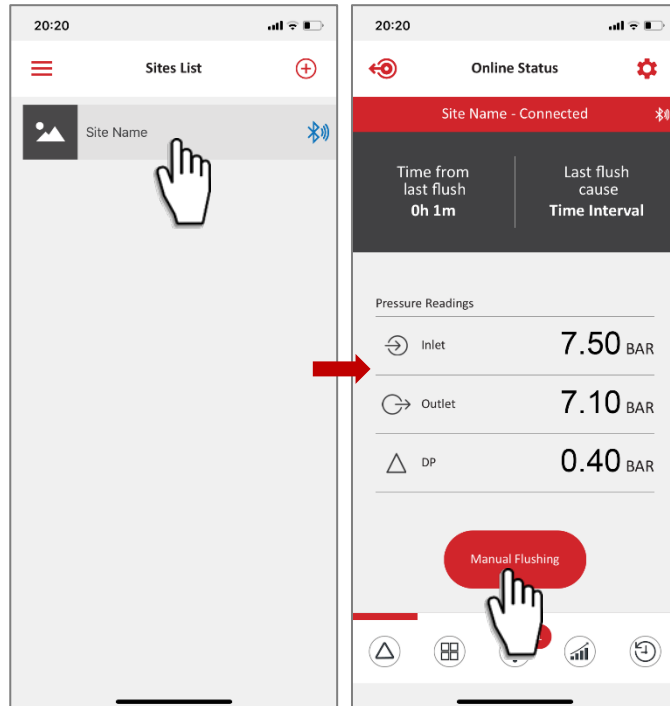 20:20
Sites List
Site Name
20:20
Online Status
Site Name - Connected
Time from
last flush
0h 1m
Last flush
cause
Time Interval
Pressure Readings
Inlet
7.50 BAR
Outlet
7.10 BAR
DP
0.40 BAR
Manual Flushing